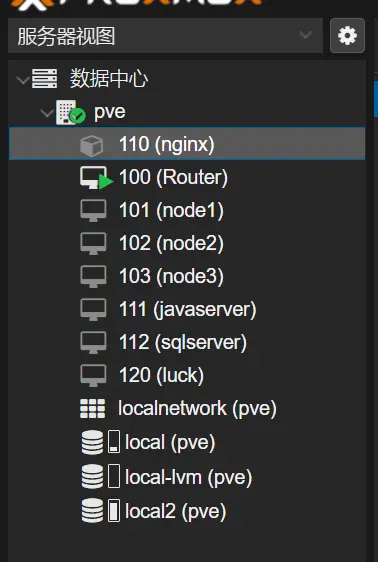 PROXMOX
服务器视图
数据中心
pve
110 (nginx)
100 (Router)
101 (node1)
102 (node2)
103 (node3)
111 (javaserver)
112 (sqlserver)
120 (luck)
localnetwork (pve)
local (pve)
local-lvm (pve)
local2 (pve)